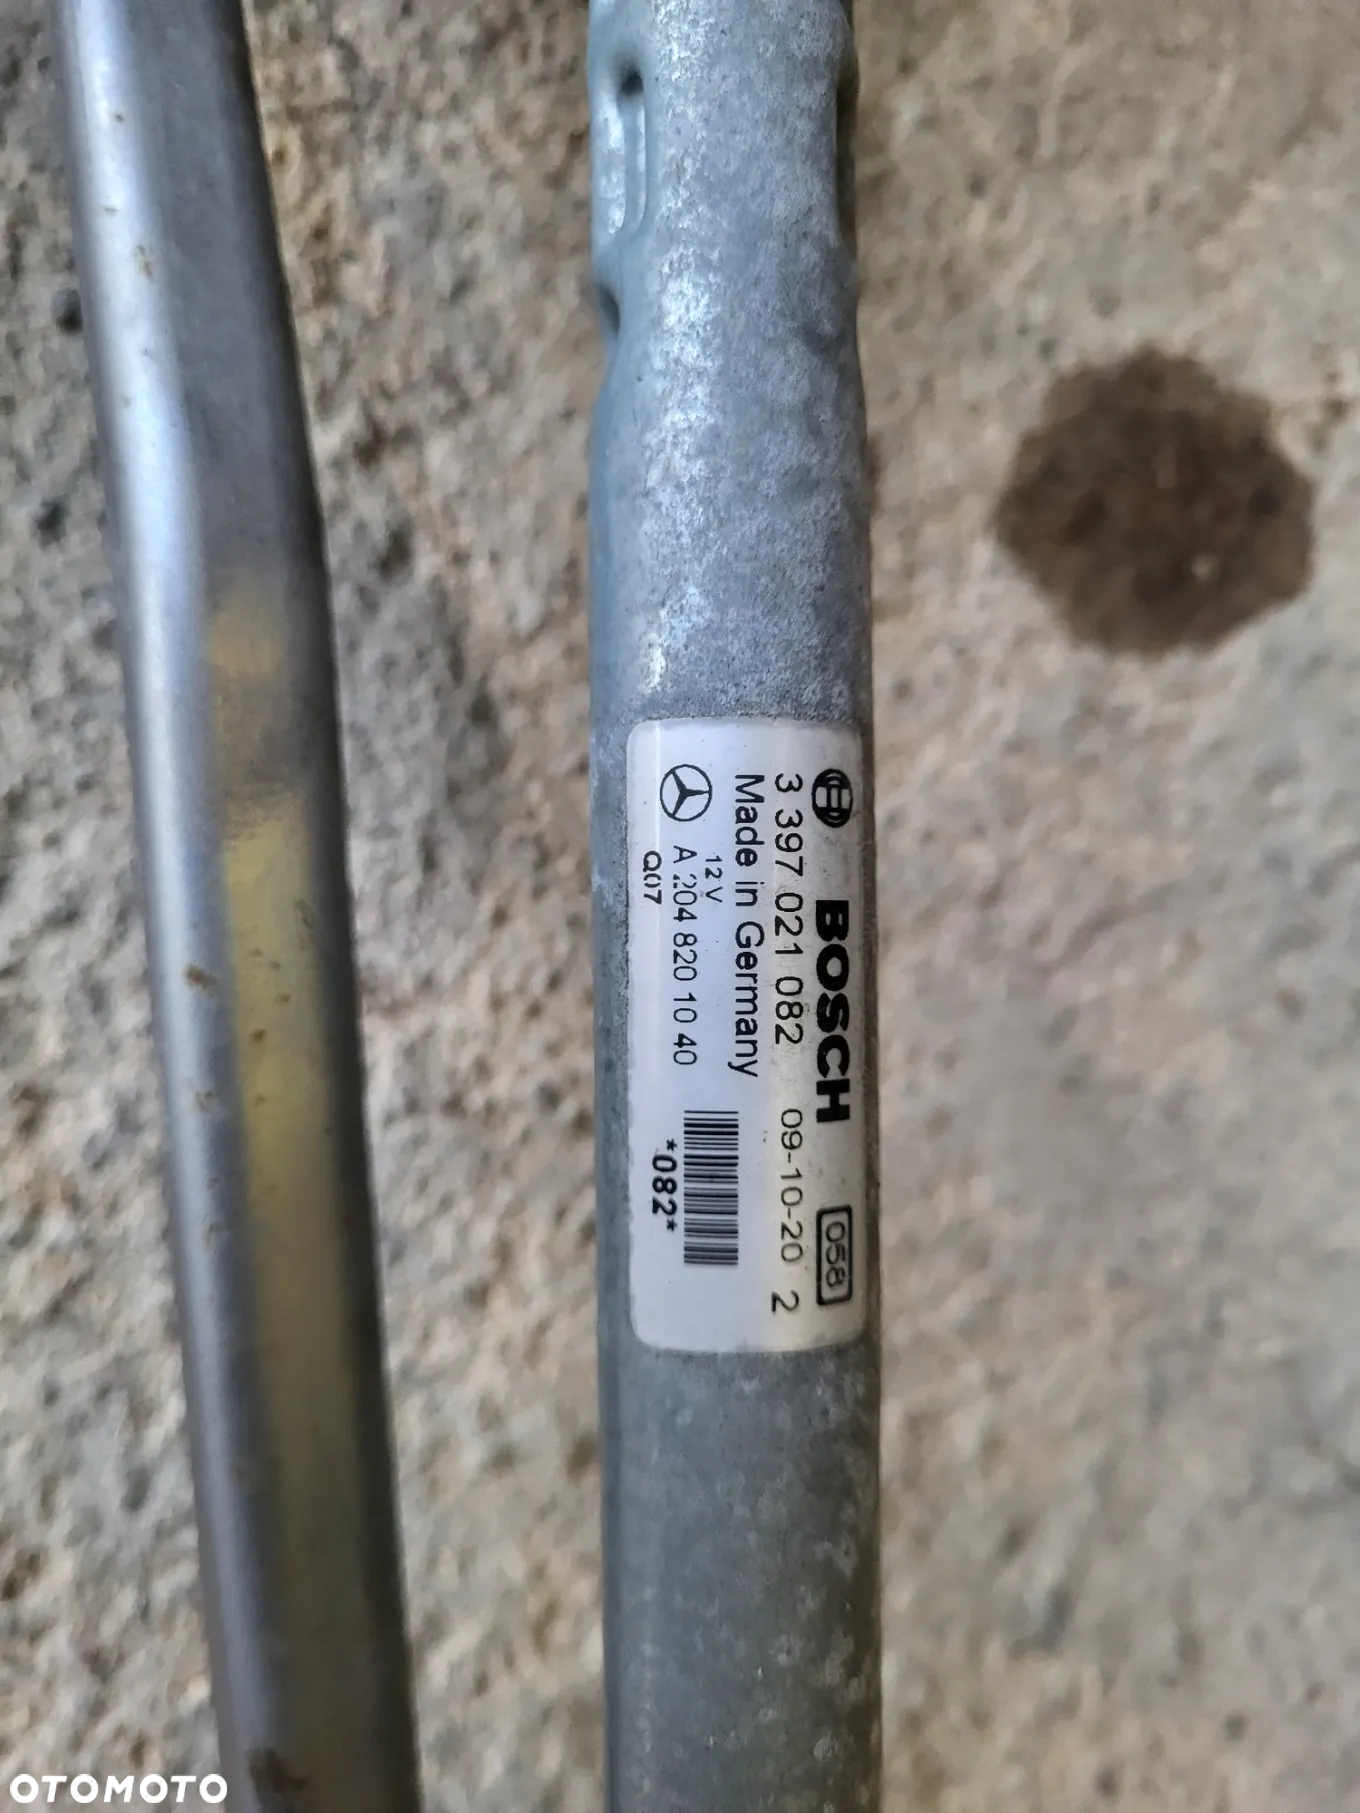 BOSCH 058
3 397 021 082 09-10-20 2
Made in Germany
12 V
A 204 820 10 40
Q07
*082*
OTOMOTO